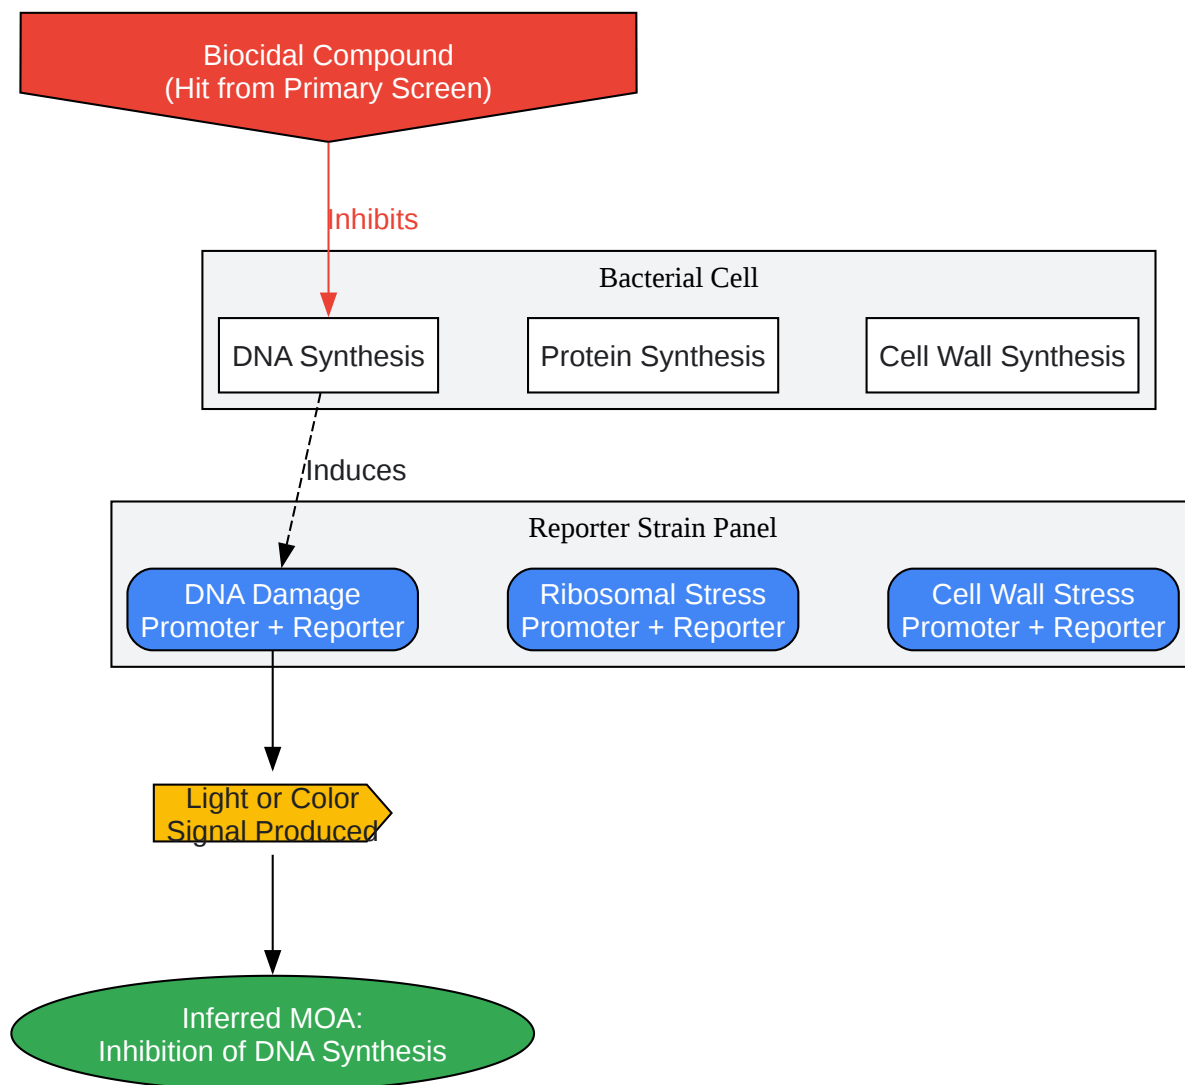 Biocidal Compound
(Hit from Primary Screen)
Inhibits
Bacterial Cell
DNA Synthesis
Protein Synthesis
Cell Wall Synthesis
Induces
Reporter Strain Panel
DNA Damage
Promoter + Reporter
Ribosomal Stress
Promoter + Reporter
Cell Wall Stress
Promoter + Reporter
Light or Color
Signal Produced
Inferred MOA:
Inhibition of DNA Synthesis